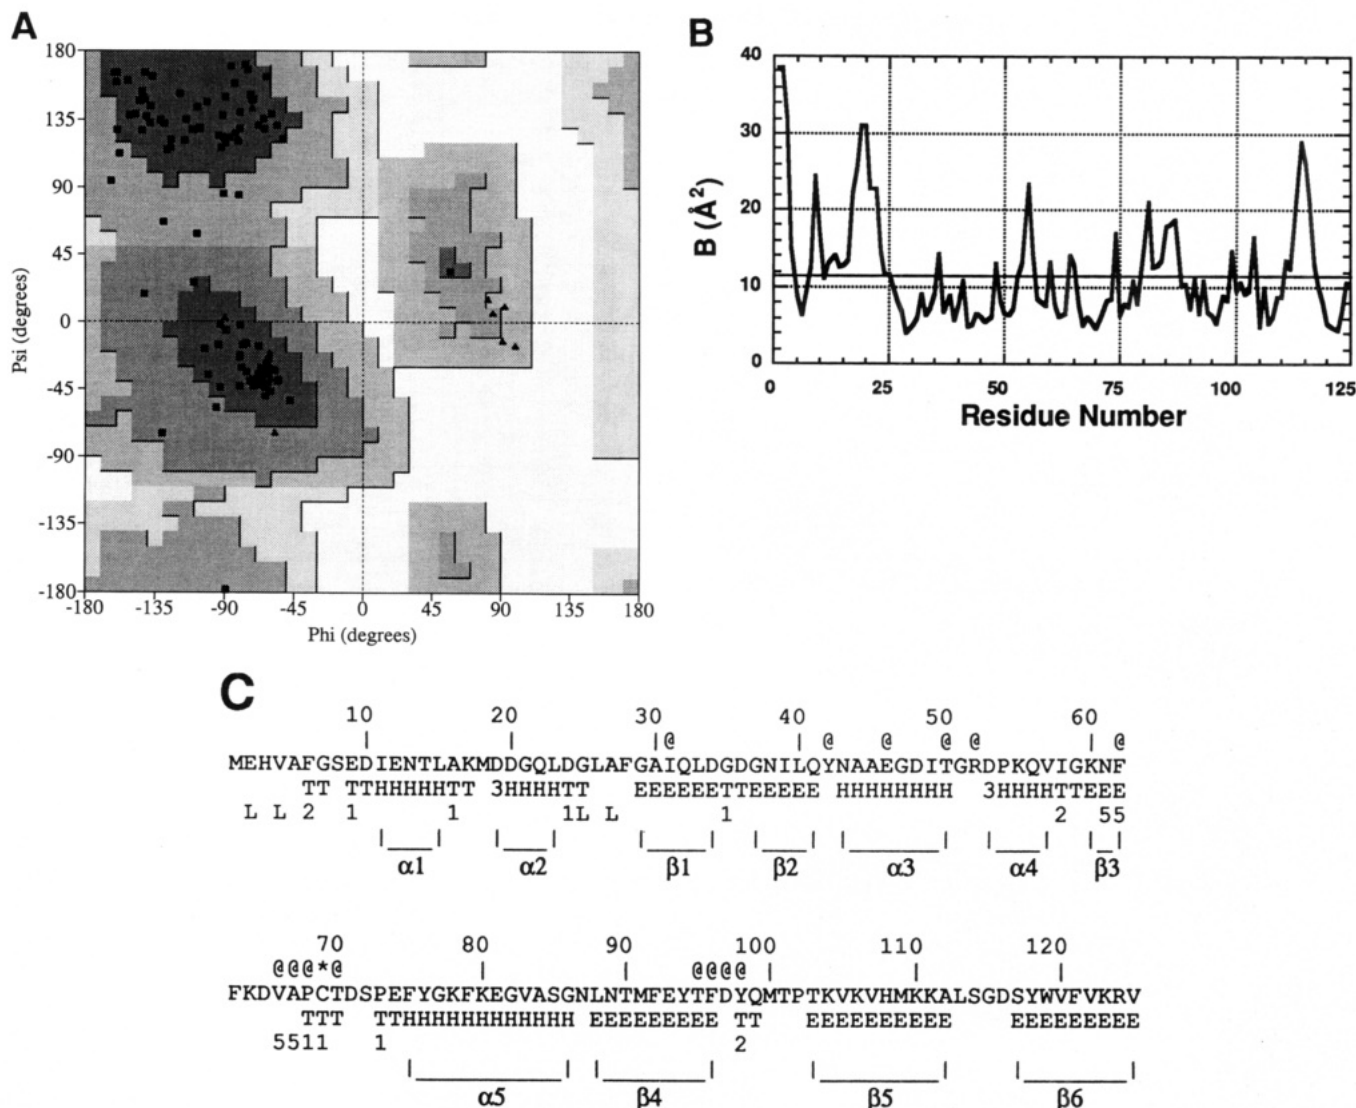 A
180
135
90
45
0
-45
-90
-135
-180
Psi (degrees)
-180 -135 -90 -45 0 45 90 135 180
Phi (degrees)
B
40
30
20
10
0
B (Å²)
0 25 50 75 100 125
Residue Number
C
10 20 30 40 50 60
| | |@ | @ @ @ @ | @
MEHVAFGSEDIENTLAKMDDGQLDGLAFGAIQLDGDGNILQYNAAEGDITGRDPKQVIGKNF
TT TTHHHHHTT 3HHHHTT EEEEEETTEEEEE HHHHHHHH 3HHHHTTEEE
L L 2 1 1 1L L 1 2 55
α1 α2 β1 β2 α3 α4 β3
70 80 90 100 110 120
@@@*@ | | @@@@ | | |
FKDVAPCTDSPEFYGKFKEGVASGNLNTMFEYTFDYQMTPTKVKVHMKKALSGDSYWVFVKRV
TTT TTHHHHHHHHHHHH EEEEEEEEE TT EEEEEEEEEE EEEEEEEEE
5511 1 2
α5 β4 β5 β6